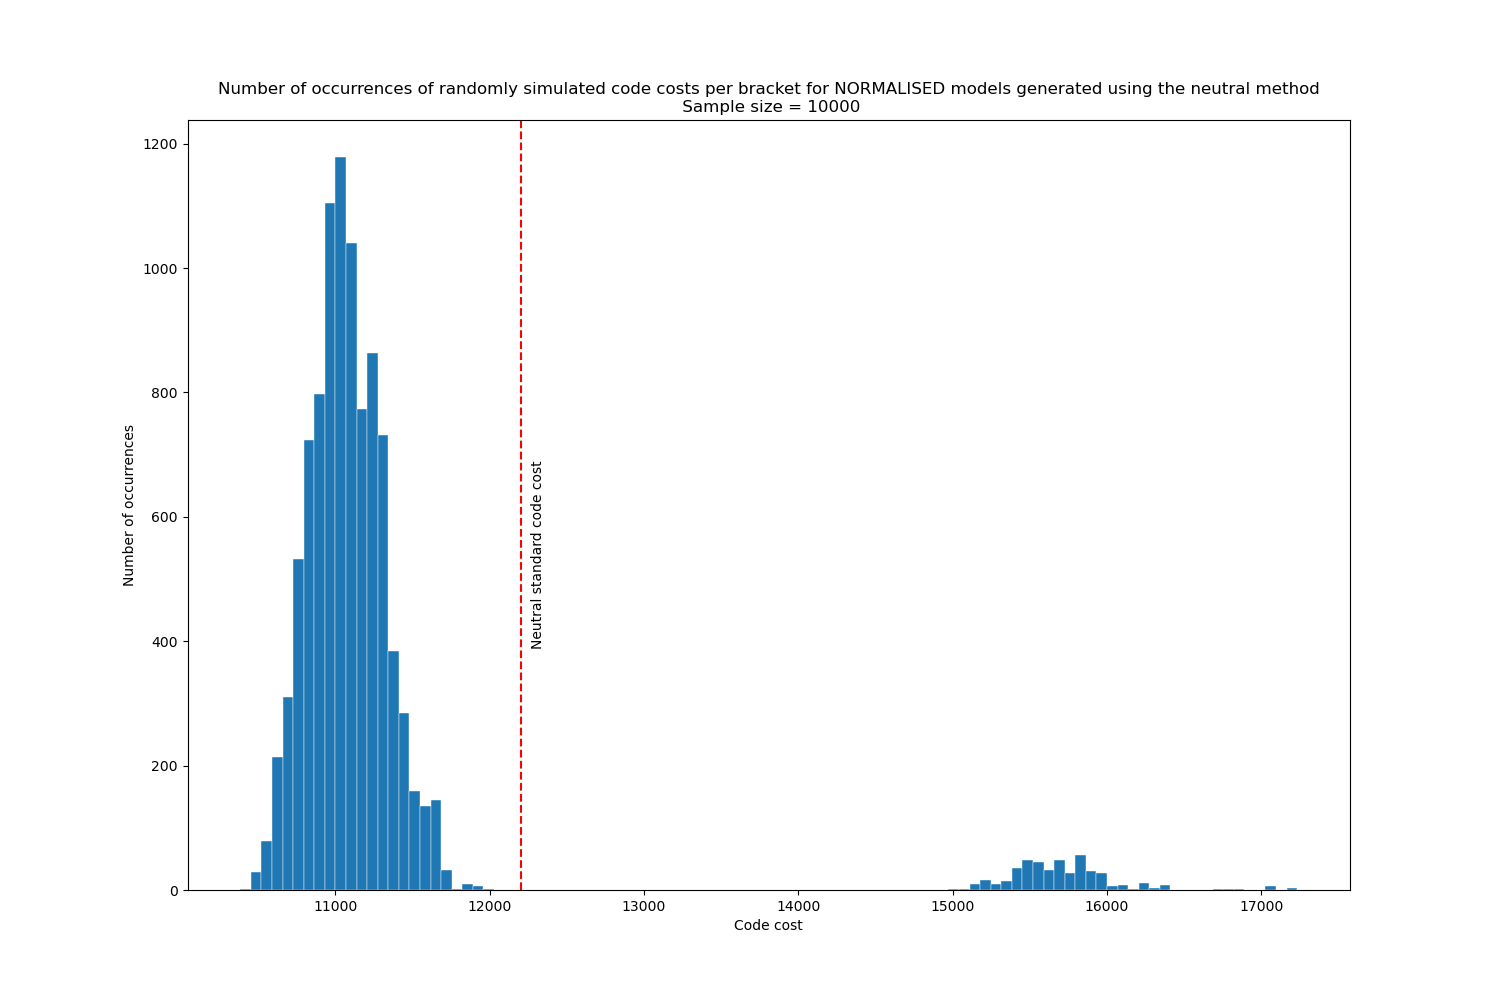 Number of occurrences of randomly simulated code costs per bracket for NORMALISED models generated using the neutral method
Sample size = 10000
1200
1000
800
600
400
200
0
Number of occurrences
Neutral standard code cost
11000
12000
13000
14000
15000
16000
17000
Code cost